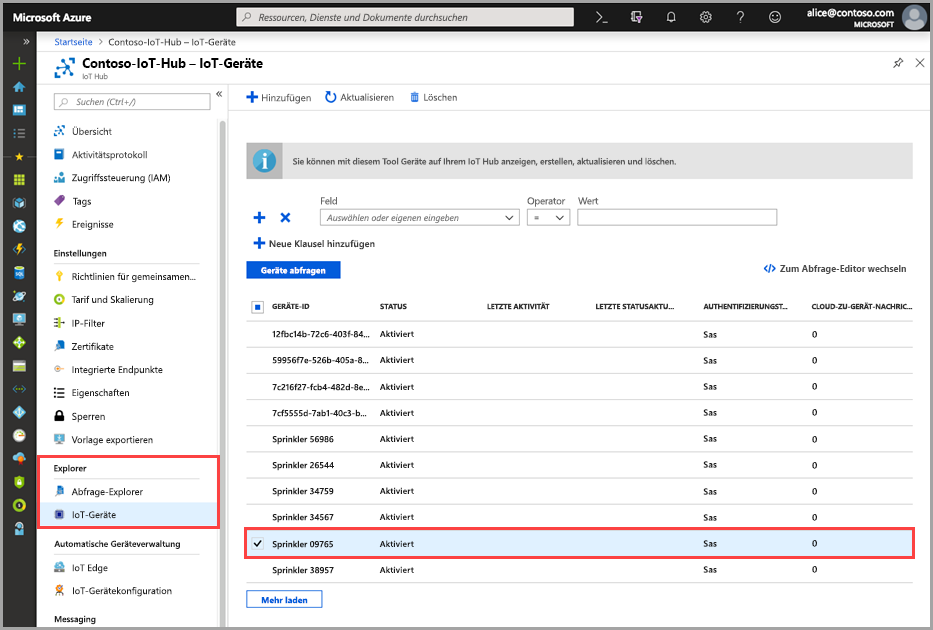 Microsoft Azure
Ressourcen, Dienste und Dokumente durchsuchen
alice@contoso.com
MICROSOFT
Startseite > Contoso-IoT-Hub – IoT-Geräte
Contoso-IoT-Hub – IoT-Geräte
IoT Hub
Suchen (Ctrl+/)
Übersicht
Aktivitätsprotokoll
Zugriffssteuerung (IAM)
Tags
Ereignisse
Einstellungen
Richtlinien für gemeinsamen...
Tarif und Skalierung
IP-Filter
Zertifikate
Integrierte Endpunkte
Eigenschaften
Sperren
Vorlage exportieren
Explorer
Abfrage-Explorer
IoT-Geräte
Automatische Geräteverwaltung
IoT Edge
IoT-Gerätekonfiguration
Messaging
Hinzufügen Aktualisieren Löschen
Sie können mit diesem Tool Geräte auf Ihrem IoT Hub anzeigen, erstellen, aktualisieren und löschen.
Feld Operator Wert
Auswählen oder eigenen eingeben =
Neue Klausel hinzufügen
Geräte abfragen
Zum Abfrage-Editor wechseln
GERÄTE-ID STATUS LETZTE AKTIVITÄT LETZTE STATUSAKTU... AUTHENTIFIZIERUNGST... CLOUD-ZU-GERÄT-NACHRIC...
12fbc14b-72c6-403f-84... Aktiviert Sas 0
59956f7e-526b-405a-8... Aktiviert Sas 0
7c216f27-fcb4-482d-8e... Aktiviert Sas 0
7cf5555d-7ab1-40c3-b... Aktiviert Sas 0
Sprinkler 56986 Aktiviert Sas 0
Sprinkler 26544 Aktiviert Sas 0
Sprinkler 34759 Aktiviert Sas 0
Sprinkler 34567 Aktiviert Sas 0
Sprinkler 09765 Aktiviert Sas 0
Sprinkler 38957 Aktiviert Sas 0
Mehr laden